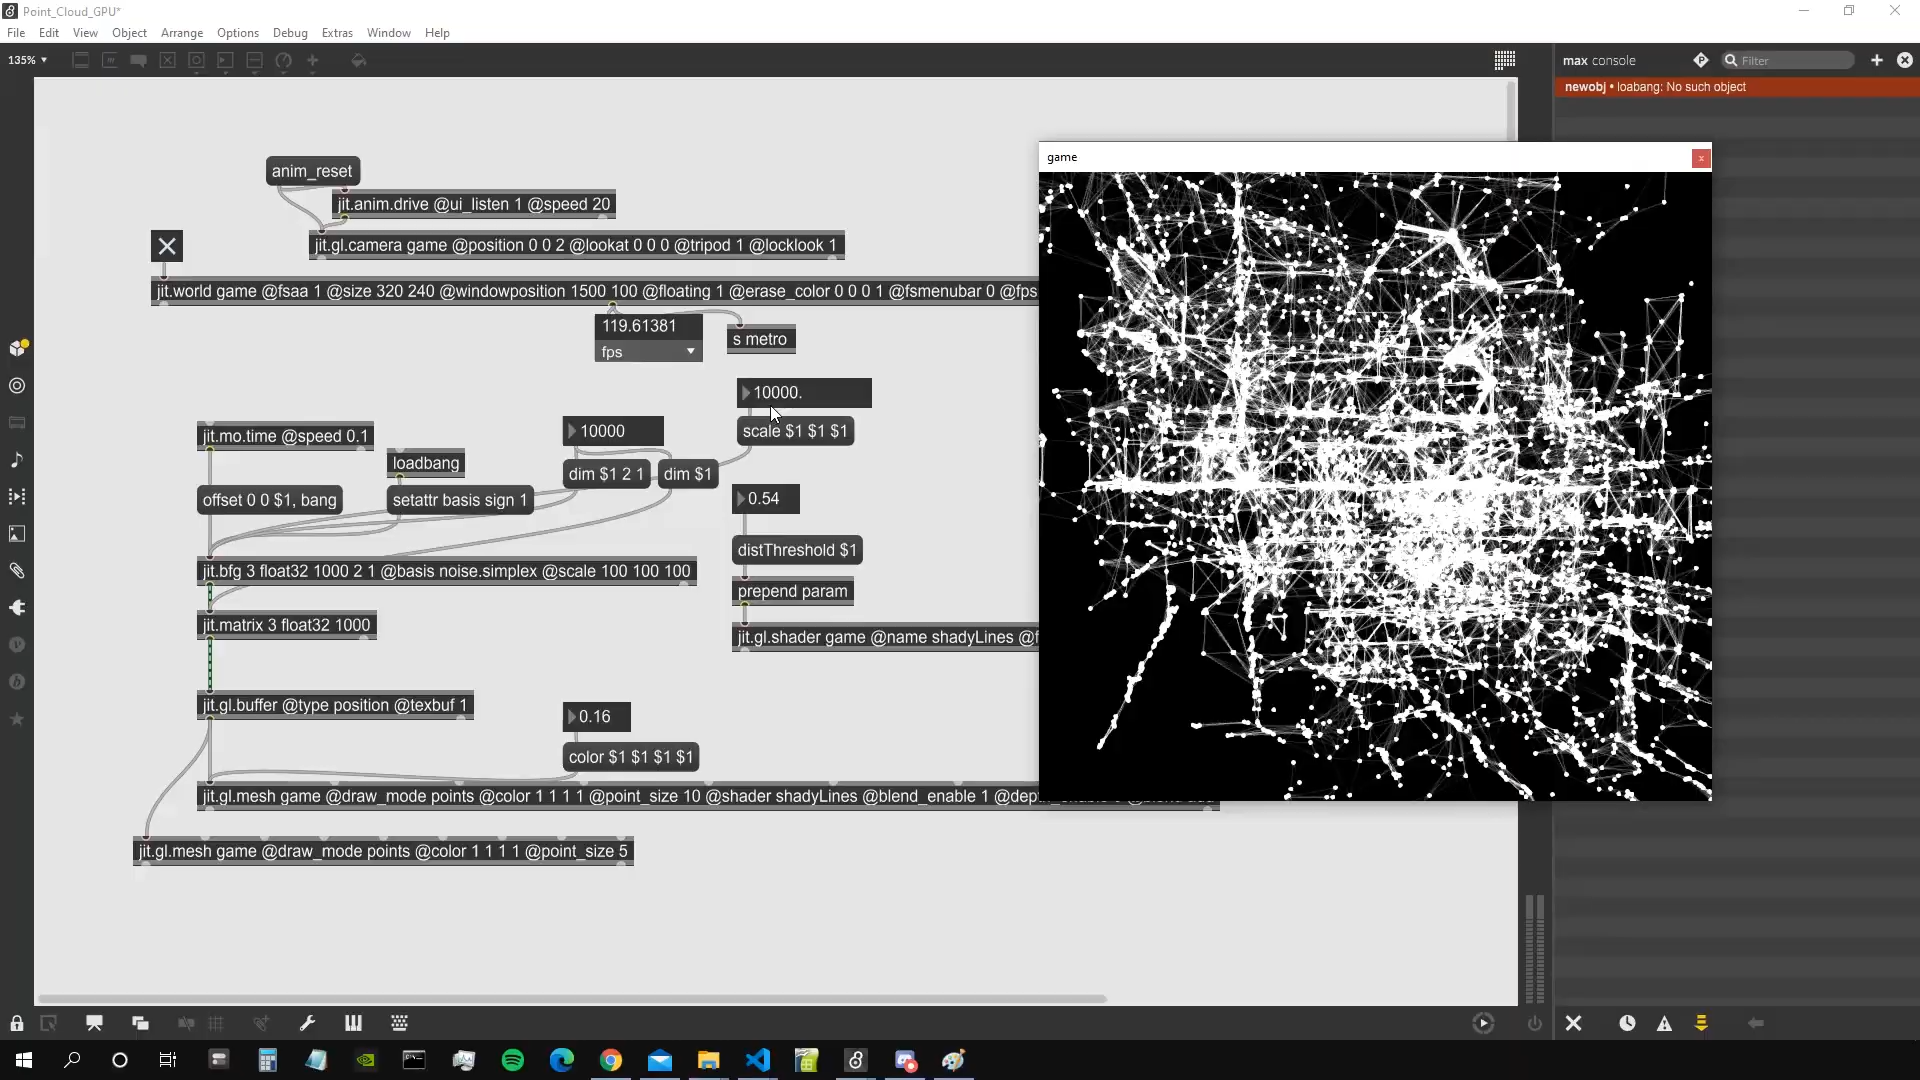 Point_Cloud_GPU*
File Edit View Object Arrange Options Debug Extras Window Help
135%
max console
Filter
newobj • loabang: No such object
game
x
anim_reset
jit.anim.drive @ui_listen 1 @speed 20
jit.gl.camera game @position 0 0 2 @lookat 0 0 0 @tripod 1 @locklook 1
jit.world game @fsaa 1 @size 320 240 @windowposition 1500 100 @floating 1 @erase_color 0 0 0 1 @fsmenubar 0 @fps
119.61381
fps
s metro
10000.
scale $1 $1 $1
jit.mo.time @speed 0.1
10000
loadbang
dim $1 2 1
dim $1
offset 0 0 $1, bang
setattr basis sign 1
0.54
distThreshold $1
jit.bfg 3 float32 1000 2 1 @basis noise.simplex @scale 100 100 100
prepend param
jit.matrix 3 float32 1000
jit.gl.shader game @name shadyLines @f
jit.gl.buffer @type position @texbuf 1
0.16
color $1 $1 $1 $1
jit.gl.mesh game @draw_mode points @color 1 1 1 1 @point_size 10 @shader shadyLines @blend_enable 1
jit.gl.mesh game @draw_mode points @color 1 1 1 1 @point_size 5